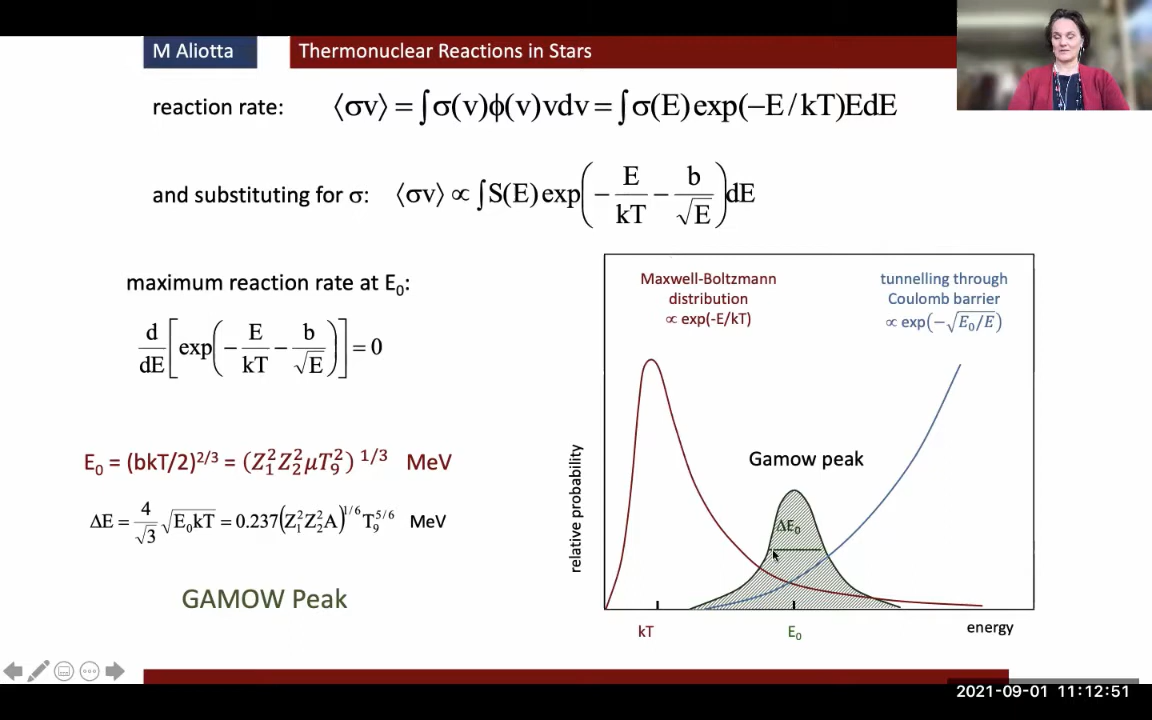 M Aliotta
Thermonuclear Reactions in Stars
reaction rate: ⟨σv⟩ = ∫σ(v)ϕ(v)vdv = ∫σ(E)exp(−E/kT)EdE
and substituting for σ: ⟨σv⟩ ∝ ∫S(E)exp(−E/kT − b/√E)dE
maximum reaction rate at E₀:
d/dE[exp(−E/kT − b/√E)] = 0
E₀ = (bkT/2)^2/3 = (Z₁²Z₂²μT₉²)^1/3 MeV
ΔE = 4/√3 √E₀kT = 0.237(Z₁²Z₂²A)^1/6 T₉^5/6 MeV
GAMOW Peak
Maxwell-Boltzmann
distribution
∝ exp(-E/kT)
tunnelling through
Coulomb barrier
∝ exp(−√E₀/E)
Gamow peak
ΔE₀
relative probability
kT
E₀
energy
2021-09-01 11:12:51